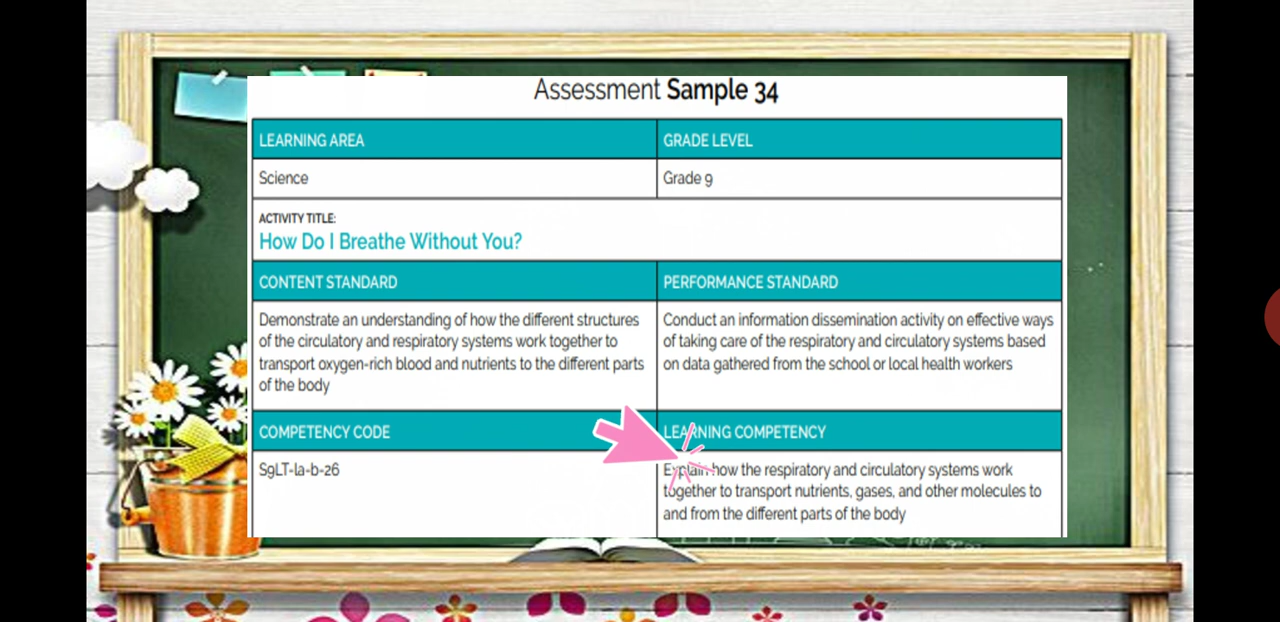 Assessment Sample 34
LEARNING AREA
GRADE LEVEL
Science
Grade 9
ACTIVITY TITLE:
How Do I Breathe Without You?
CONTENT STANDARD
PERFORMANCE STANDARD
Demonstrate an understanding of how the different structures
of the circulatory and respiratory systems work together to
transport oxygen-rich blood and nutrients to the different parts
of the body
Conduct an information dissemination activity on effective ways
of taking care of the respiratory and circulatory systems based
on data gathered from the school or local health workers
COMPETENCY CODE
LEARNING COMPETENCY
S9LT-la-b-26
Explain how the respiratory and circulatory systems work
together to transport nutrients, gases, and other molecules to
and from the different parts of the body